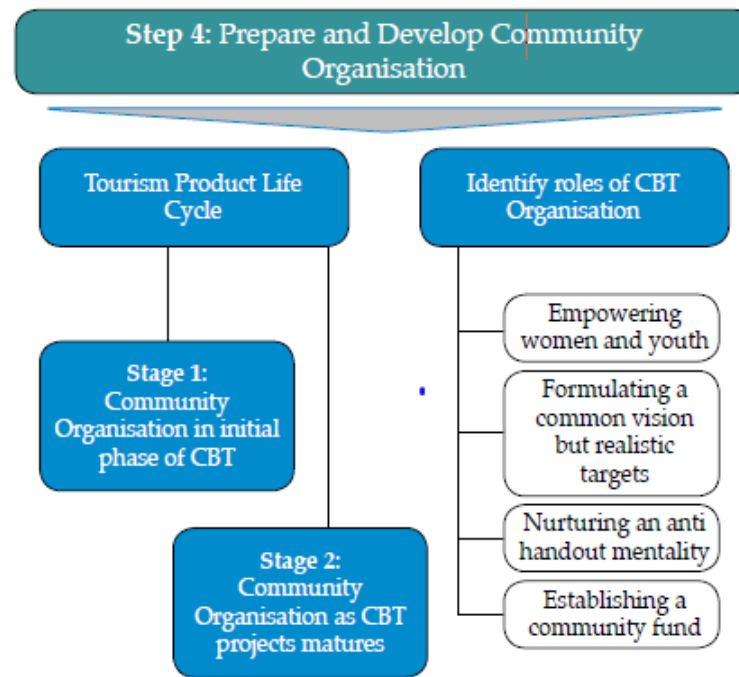 Step 4: Prepare and Develop Community
Organisation
Tourism Product Life
Cycle
Stage 1:
Community
Organisation in initial
phase of CBT
Stage 2:
Community
Organisation as CBT
projects matures
Identify roles of CBT
Organisation
Empowering
women and youth
Formulating a
common vision
but realistic
targets
Nurturing an anti
handout mentality
Establishing a
community fund